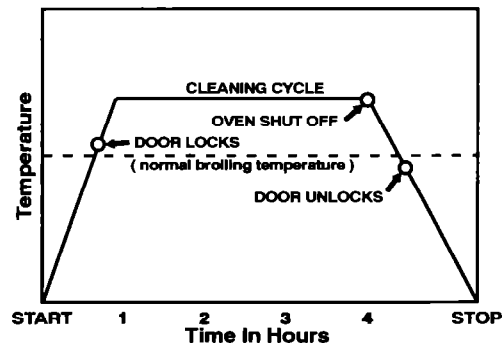 CLEANING CYCLE
OVEN SHUT OFF
DOOR LOCKS
( normal broiling temperature )
DOOR UNLOCKS
Temperature
START 1 2 3 4 STOP
Time In Hours